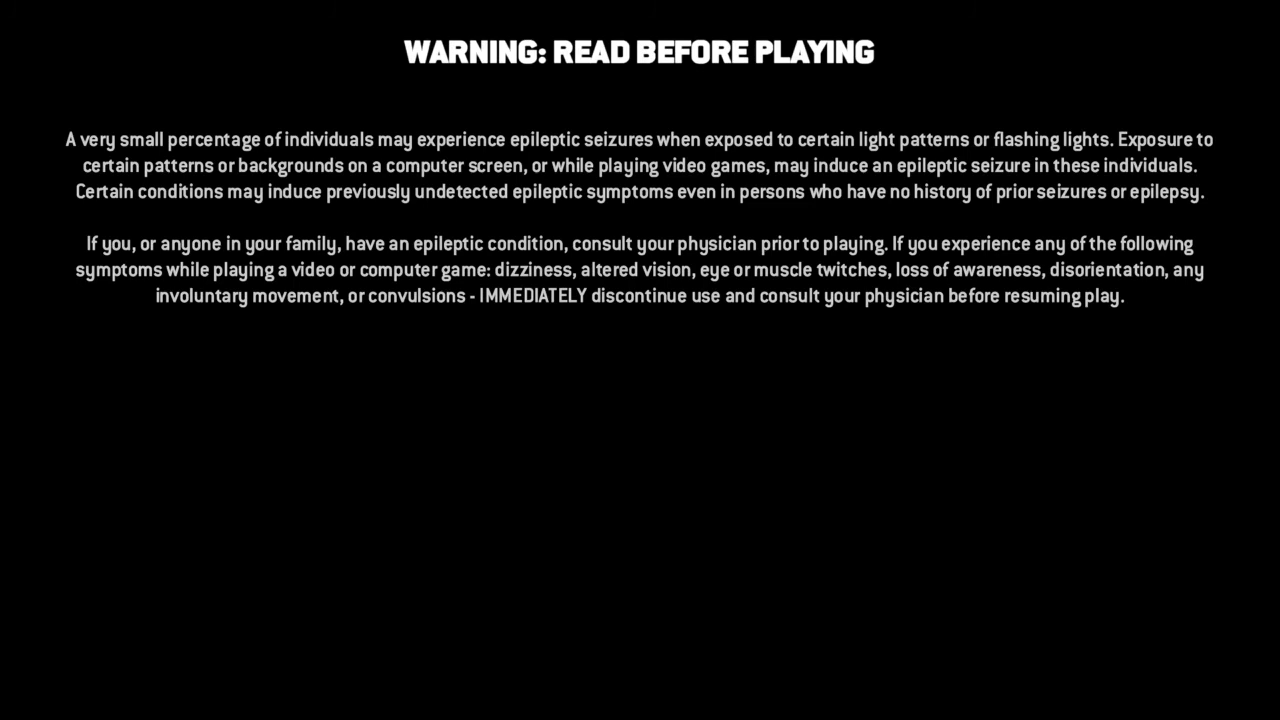 WARNING: READ BEFORE PLAYING
A very small percentage of individuals may experience epileptic seizures when exposed to certain light patterns or flashing lights. Exposure to
certain patterns or backgrounds on a computer screen, or while playing video games, may induce an epileptic seizure in these individuals.
Certain conditions may induce previously undetected epileptic symptoms even in persons who have no history of prior seizures or epilepsy.
If you, or anyone in your family, have an epileptic condition, consult your physician prior to playing. If you experience any of the following
symptoms while playing a video or computer game: dizziness, altered vision, eye or muscle twitches, loss of awareness, disorientation, any
involuntary movement, or convulsions - IMMEDIATELY discontinue use and consult your physician before resuming play.